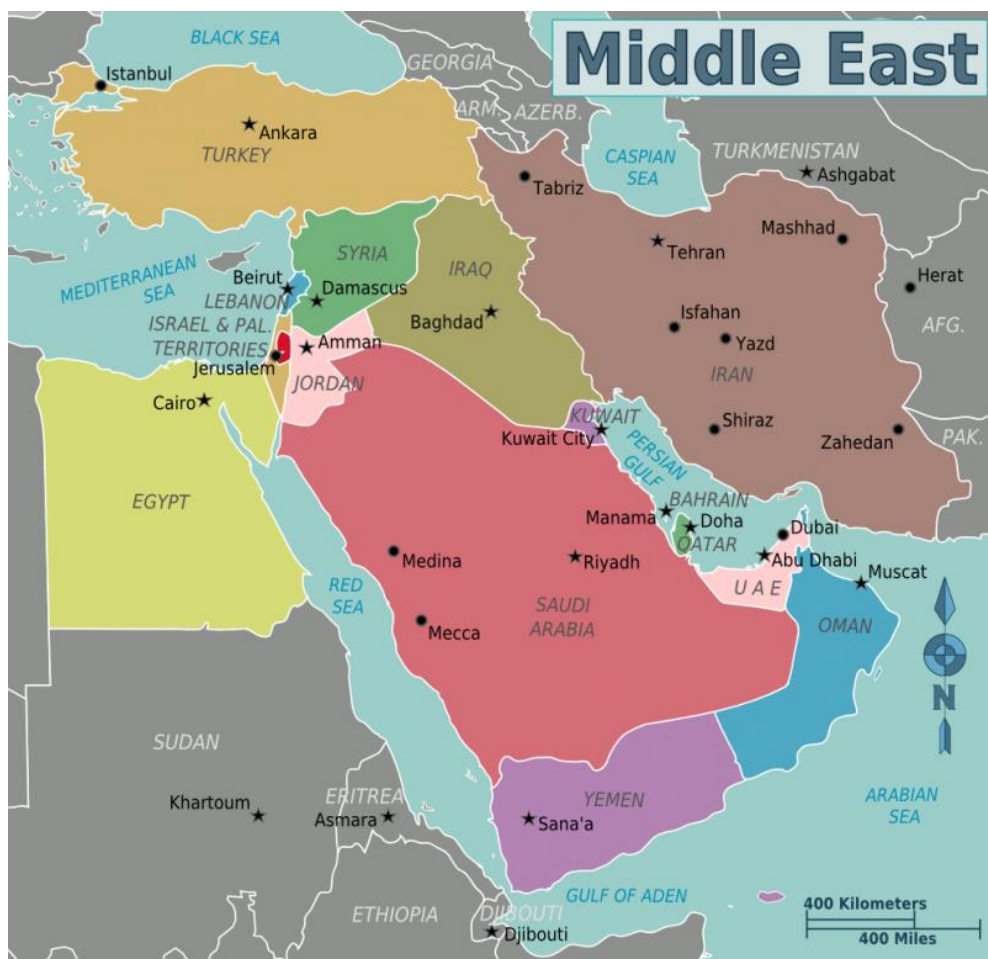 Middle East
BLACK SEA
GEORGIA
Istanbul
ARM.
AZERB.
Ankara
TURKEY
CASPIAN
SEA
TURKMENISTAN
Ashgabat
Tabriz
Mashhad
Tehran
SYRIA
IRAQ
MEDITERRANEAN
SEA
Beirut
Damascus
LEBANON
Herat
ISRAEL & PAL.
TERRITORIES
Baghdad
Isfahan
AFG.
Amman
Yazd
Jerusalem
JORDAN
IRAN
Cairo
KUWAIT
Kuwait City
Shiraz
Zahedan
PAK.
PERSIAN
GULF
EGYPT
BAHRAIN
Manama
Doha
QATAR
Dubai
Abu Dhabi
Medina
Riyadh
Muscat
RED
SEA
U A E
SAUDI
ARABIA
Mecca
OMAN
N
SUDAN
Khartoum
ERITREA
Asmara
YEMEN
Sana'a
ARABIAN
SEA
GULF OF ADEN
ETHIOPIA
DJIBOUTI
Djibouti
400 Kilometers
400 Miles